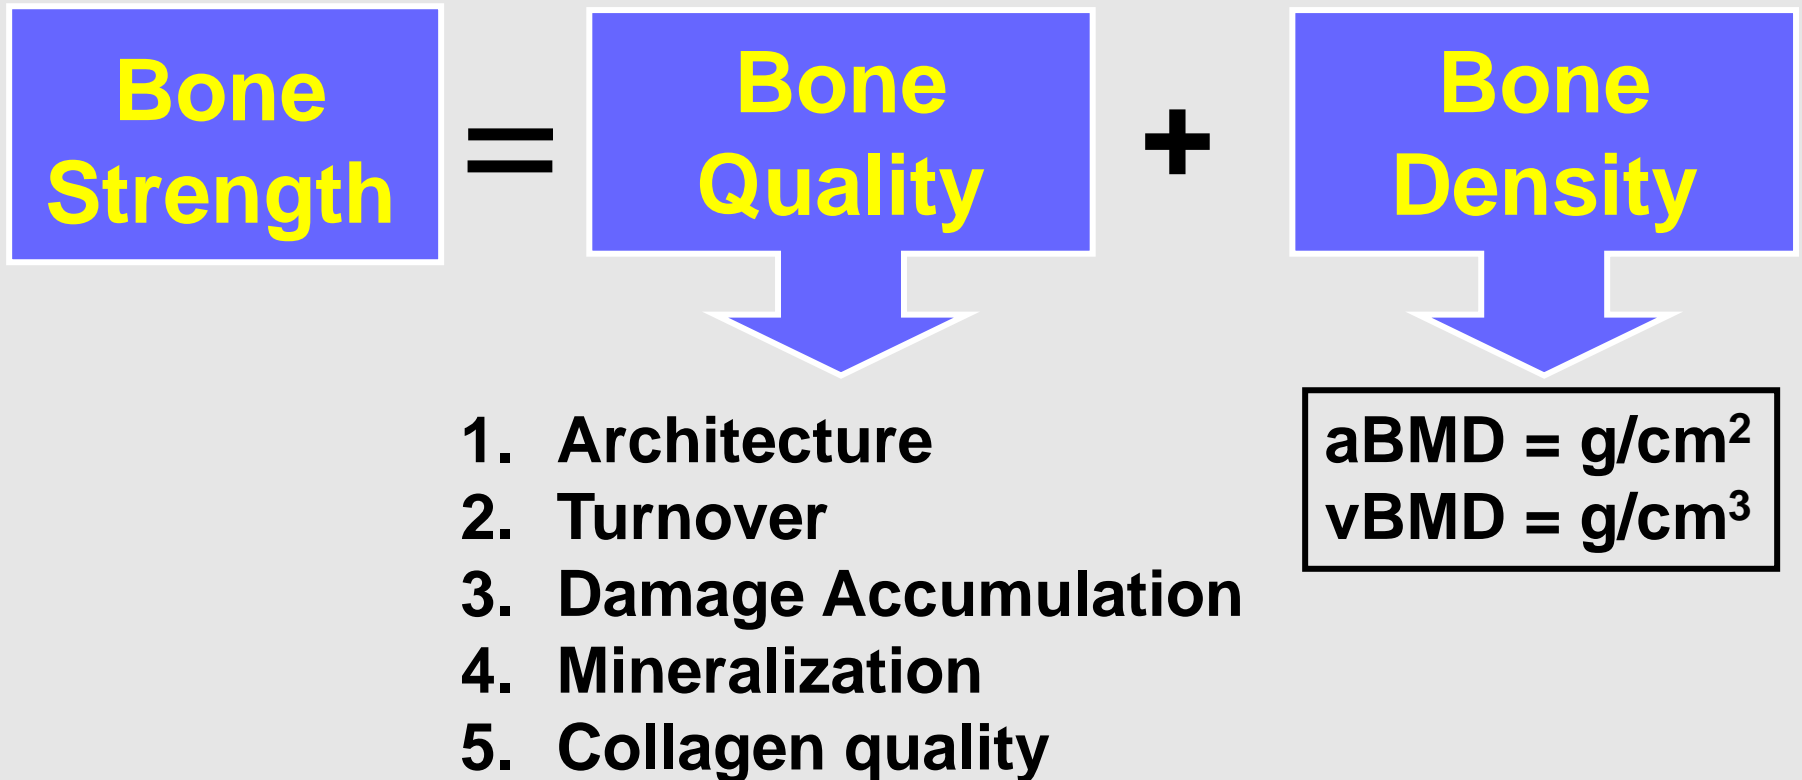 Bone
Strength
=
Bone
Quality
+
Bone
Density
1. Architecture
2. Turnover
3. Damage Accumulation
4. Mineralization
5. Collagen quality
aBMD = g/cm²
vBMD = g/cm³